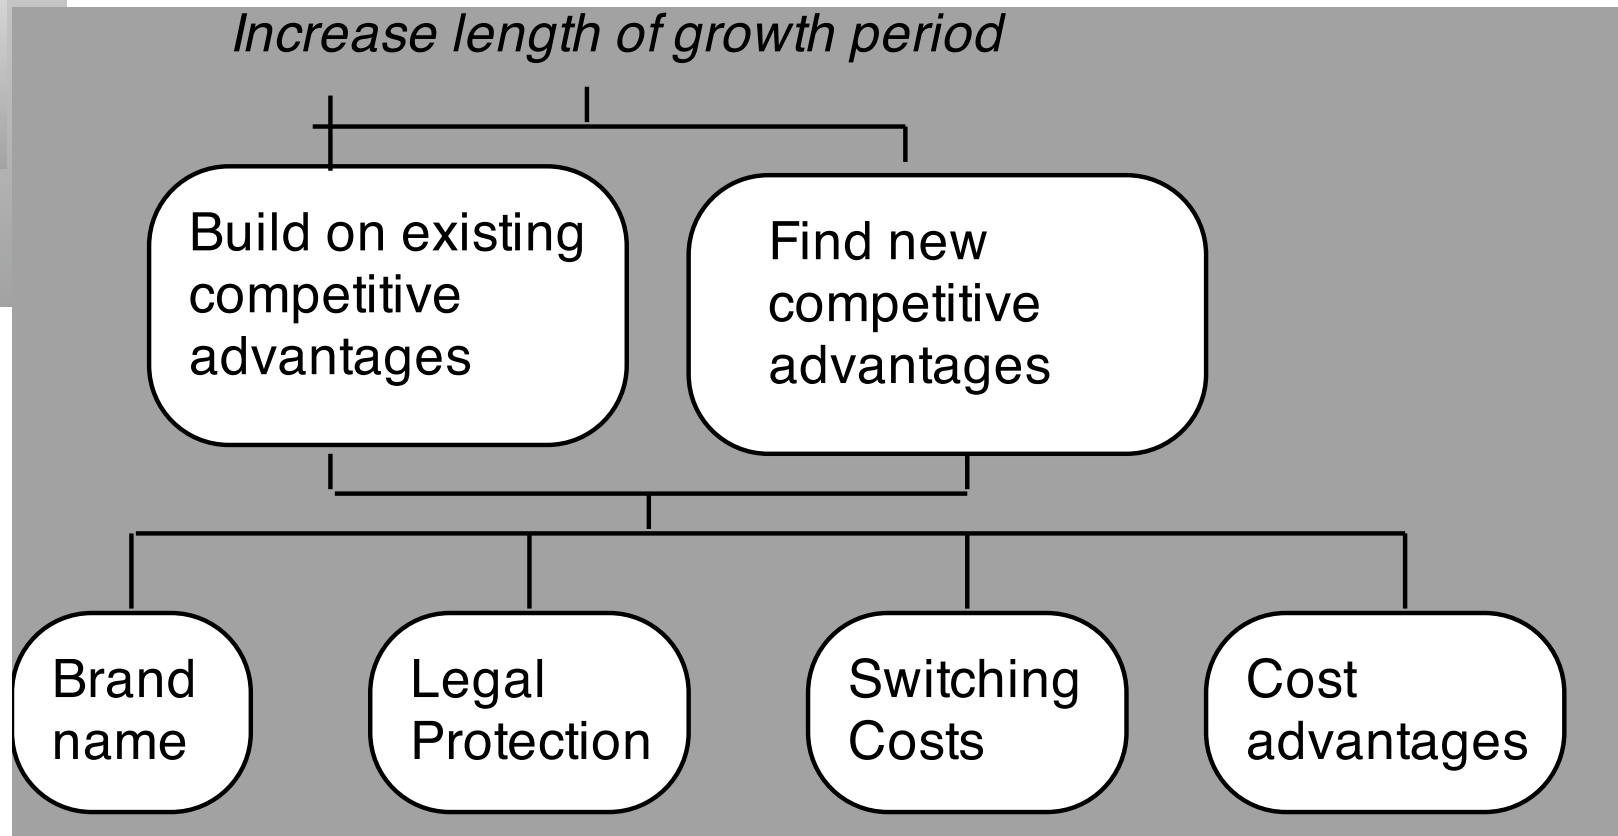 Increase length of growth period
Build on existing
competitive
advantages
Find new
competitive
advantages
Brand
name
Legal
Protection
Switching
Costs
Cost
advantages